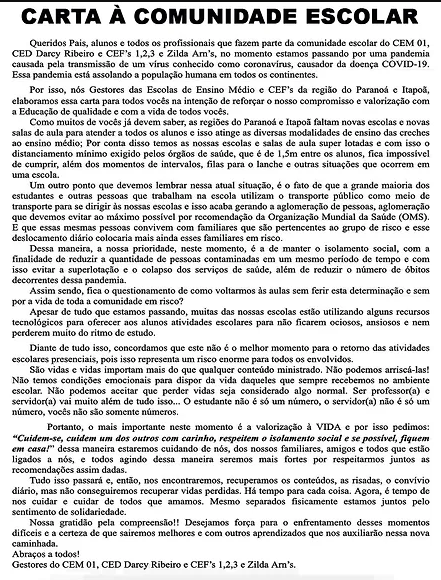 CARTA À COMUNIDADE ESCOLAR
Queridos Pais, alunos e todos os profissionais que fazem parte da comunidade escolar do CEM 01,
CED Darcy Ribeiro e CEF's 1,2,3 e Zilda Arn's, no momento estamos passando por uma pandemia
causada pela transmissão de um vírus conhecido como coronavírus, causador da doença COVID-19.
Essa pandemia está assolando a população humana em todos os continentes.
Por isso, nós Gestores das Escolas de Ensino Médio e CEF's da região do Paranoá e Itapoã,
elaboramos essa carta para todos vocês na intenção de reforçar o nosso compromisso e valorização com
a Educação de qualidade e com a vida de todos vocês.
Como muitos de vocês já devem saber, as regiões do Paranoá e Itapoã faltam novas escolas e novas
salas de aula para atender a todos os alunos e isso atinge as diversas modalidades de ensino das creches
ao ensino médio; Por conta disso temos as nossas escolas e salas de aula super lotadas e com isso o
distanciamento mínimo exigido pelos órgãos de saúde, que é de 1,5m entre os alunos, fica impossível
de cumprir, além dos momentos de intervalos, filas para o lanche e outras situações que ocorrem em
uma escola.
Um outro ponto que devemos lembrar nessa atual situação, é o fato de que a grande maioria dos
estudantes e outras pessoas que trabalham na escola utilizam o transporte público como meio de
transporte para se dirigir às nossas escolas e isso acaba gerando a aglomeração de pessoas, aglomeração
que devemos evitar ao máximo possível por recomendação da Organização Mundial da Saúde (OMS).
E que essas mesmas pessoas convivem com familiares que são pertencentes ao grupo de risco e esse
deslocamento diário colocaria mais ainda esses familiares em risco.
Dessa maneira, a nossa prioridade, neste momento, é a de manter o isolamento social, com a
finalidade de reduzir a quantidade de pessoas contaminadas em um mesmo período de tempo e com
isso evitar a superlotação e o colapso dos serviços de saúde, além de reduzir o número de óbitos
decorrentes dessa pandemia.
Assim sendo, fica o questionamento de como voltarmos às aulas sem ferir esta determinação e sem
por a vida de toda a comunidade em risco?
Apesar de tudo que estamos passando, muitas das nossas escolas estão utilizando alguns recursos
tecnológicos para oferecer aos alunos atividades escolares para não ficarem ociosos, ansiosos e nem
perderem muito do ritmo de estudo.
Diante de tudo isso, concordamos que este não é o melhor momento para o retorno das atividades
escolares presenciais, pois isso representa um risco enorme para todos os envolvidos.
São vidas e vidas importam mais do que qualquer conteúdo ministrado. Não podemos arriscá-las!
Não temos condições emocionais para dispor da vida daqueles que sempre recebemos no ambiente
escolar. Não podemos aceitar que perder vidas seja considerado algo normal. Ser professor(a) e
servidor(a) vai muito além de tudo isso... O estudante não é só um número, o servidor(a) não é só um
número, vocês não são somente números.
Portanto, o mais importante neste momento é a valorização à VIDA e por isso pedimos:
"Cuidem-se, cuidem um dos outros com carinho, respeitem o isolamento social e se possível, fiquem
em casa!" dessa maneira estaremos cuidando de nós, dos nossos familiares, amigos e todos que estão
ligados a nós, e todos agindo dessa maneira seremos mais fortes por respeitarmos juntos as
recomendações assim dadas.
Tudo isso passará e, então, nos encontraremos, recuperamos os conteúdos, as risadas, o convívio
diário, mas não conseguiremos recuperar vidas perdidas. Há tempo para cada coisa. Agora, é tempo de
nos cuidar e cuidar de todos que amamos. Mesmo separados fisicamente estamos juntos pelo
sentimento de solidariedade.
Nossa gratidão pela compreensão!! Desejamos força para o enfrentamento desses momentos
difíceis e a certeza de que sairemos melhores e com outros aprendizados que nos auxiliarão nessa nova
caminhada.
Abraços a todos!
Gestores do CEM 01, CED Darcy Ribeiro e CEF's 1,2,3 e Zilda Arn's.